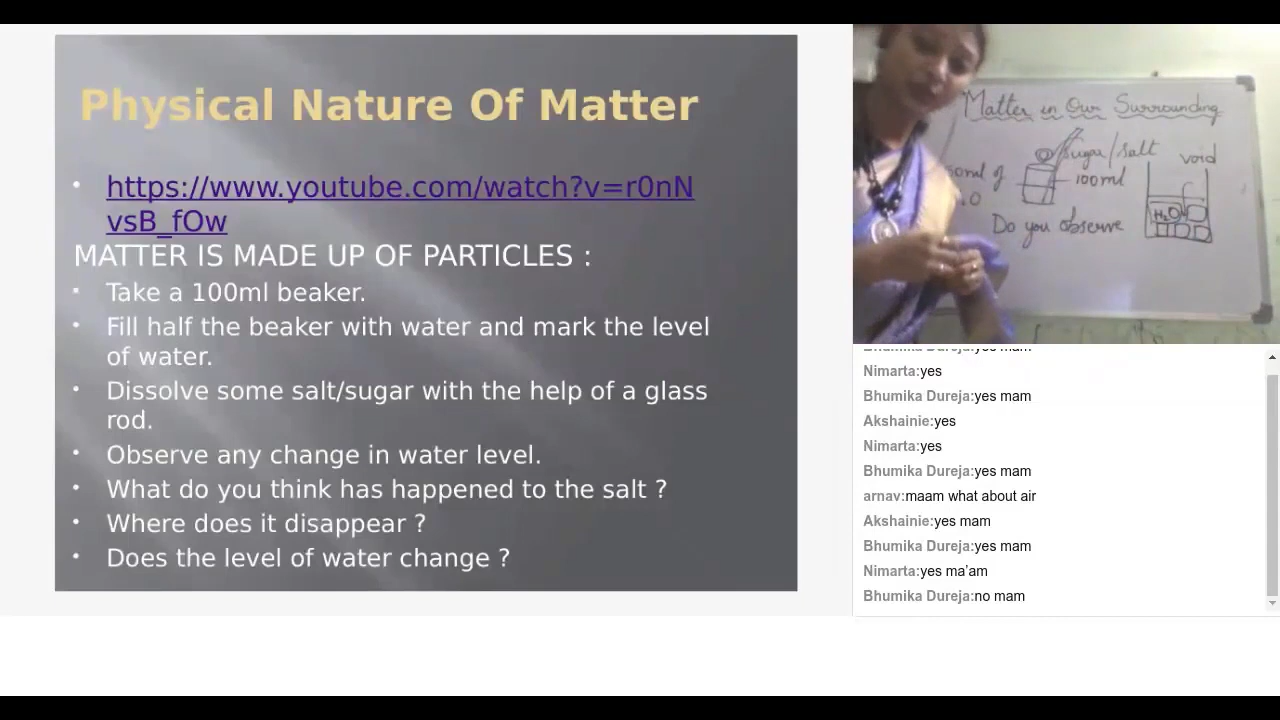 Physical Nature Of Matter
https://www.youtube.com/watch?v=r0nN
vsB_fOw
MATTER IS MADE UP OF PARTICLES :
Take a 100ml beaker.
Fill half the beaker with water and mark the level
of water.
Dissolve some salt/sugar with the help of a glass
rod.
Observe any change in water level.
What do you think has happened to the salt ?
Where does it disappear ?
Does the level of water change ?
Matter in Our Surrounding
Sugar/Salt
void
100ml
H₂O
Do you observe
Bhumika Dureja:yes mam
Nimarta:yes
Bhumika Dureja:yes mam
Akshainie:yes
Nimarta:yes
Bhumika Dureja:yes mam
arnav:maam what about air
Akshainie:yes mam
Bhumika Dureja:yes mam
Nimarta:yes ma'am
Bhumika Dureja:no mam